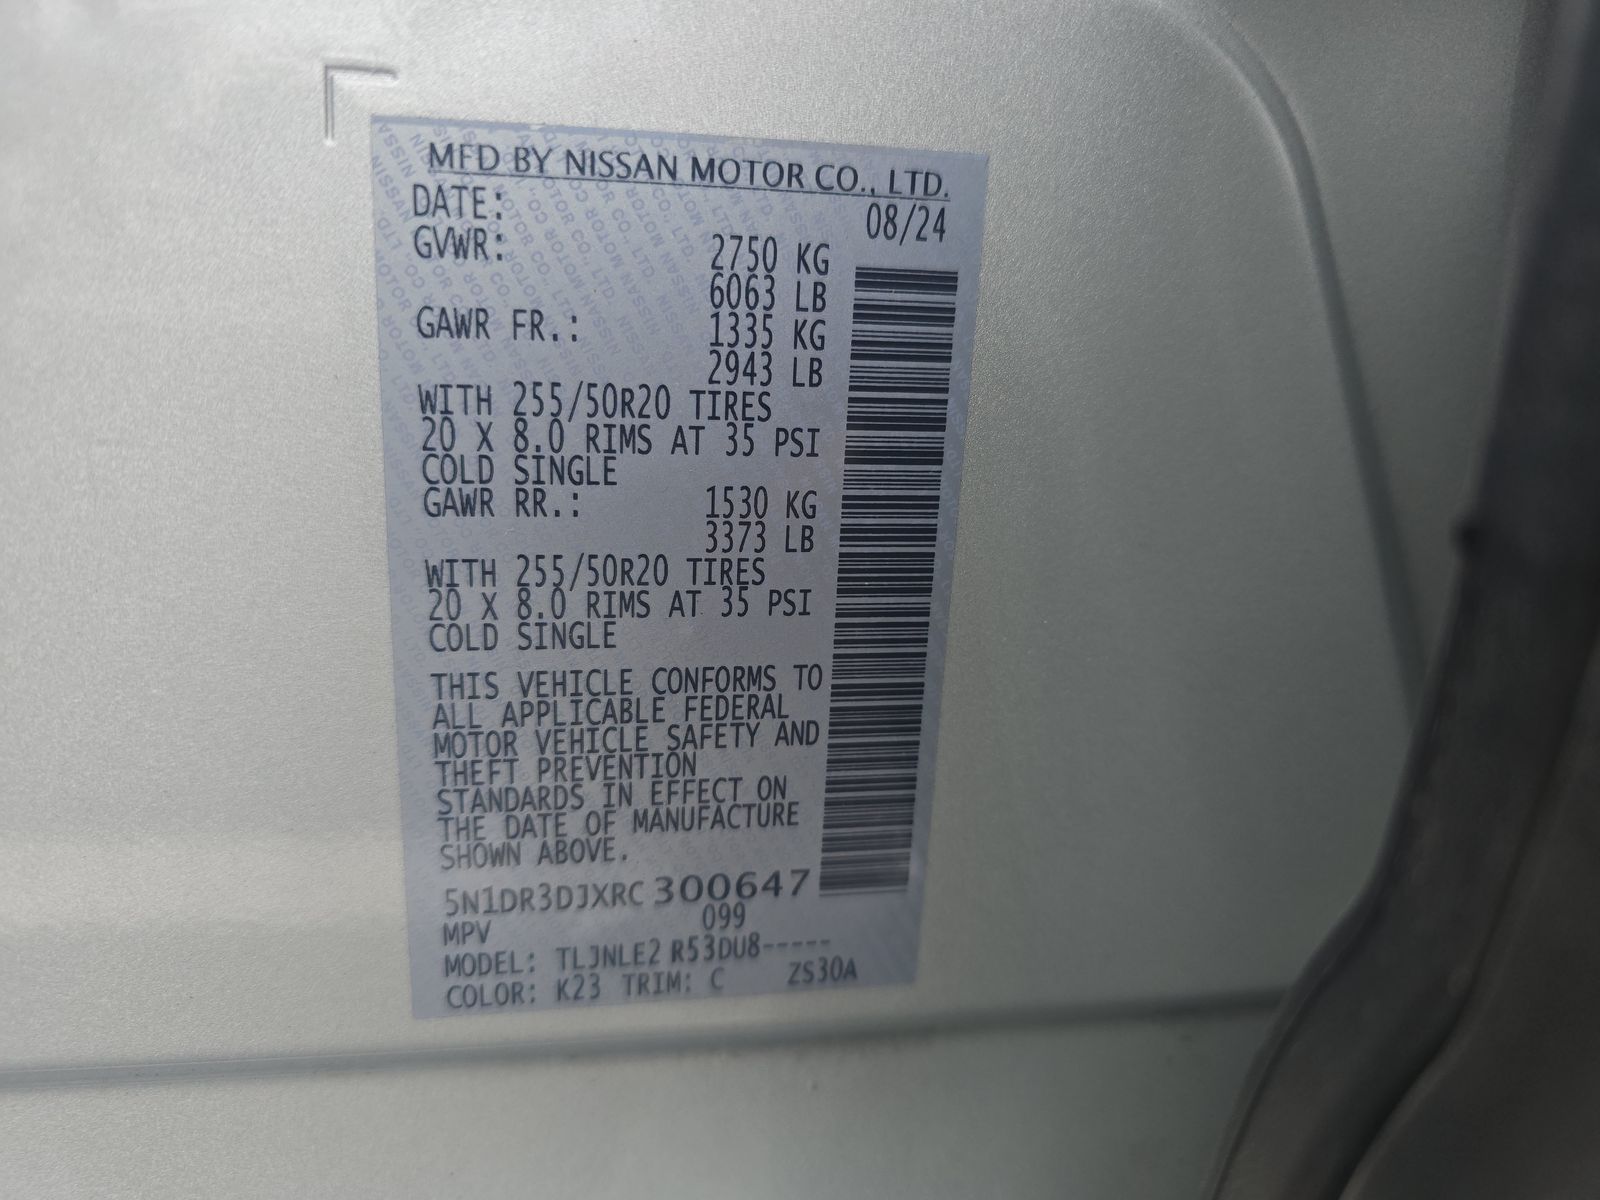 MFD BY NISSAN MOTOR CO., LTD.
DATE: 08/24
GVWR: 2750 KG
6063 LB
GAWR FR.: 1335 KG
2943 LB
WITH 255/50R20 TIRES
20 X 8.0 RIMS AT 35 PSI
COLD SINGLE
GAWR RR.: 1530 KG
3373 LB
WITH 255/50R20 TIRES
20 X 8.0 RIMS AT 35 PSI
COLD SINGLE
THIS VEHICLE CONFORMS TO
ALL APPLICABLE FEDERAL
MOTOR VEHICLE SAFETY AND
THEFT PREVENTION
STANDARDS IN EFFECT ON
THE DATE OF MANUFACTURE
SHOWN ABOVE.
5N1DR3DJXRC 300647
MPV 099
MODEL: TLJNLE2 R53DU8-----
COLOR: K23 TRIM: C ZS30A